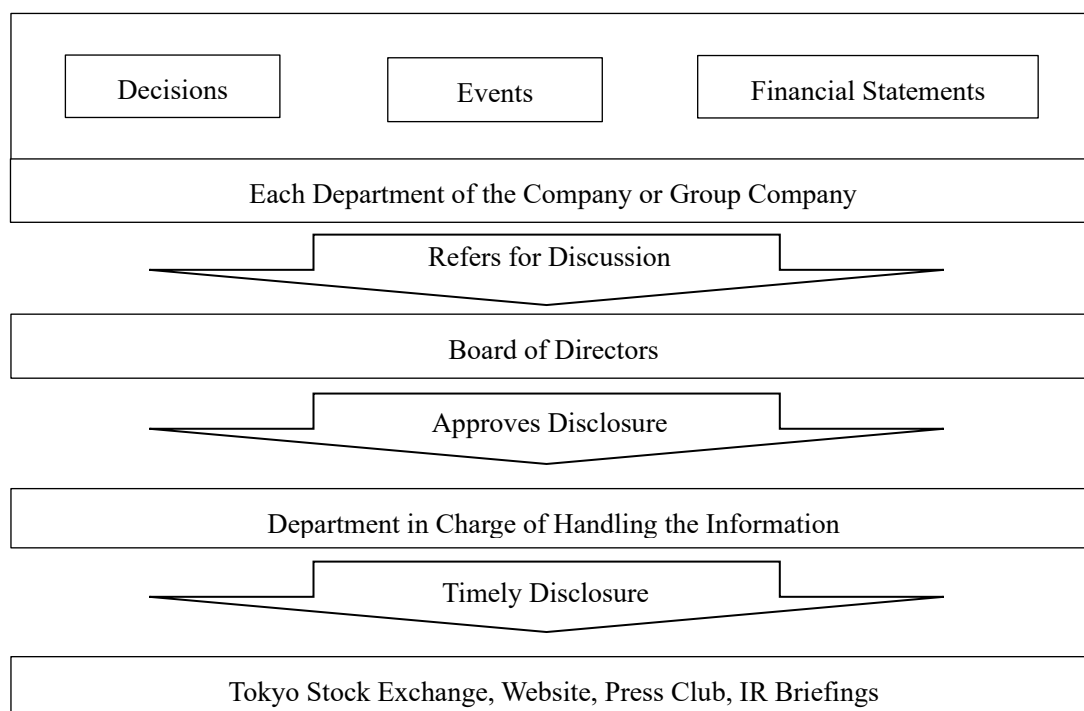 Decisions
Events
Financial Statements
Each Department of the Company or Group Company
Refers for Discussion
Board of Directors
Approves Disclosure
Department in Charge of Handling the Information
Timely Disclosure
Tokyo Stock Exchange, Website, Press Club, IR Briefings